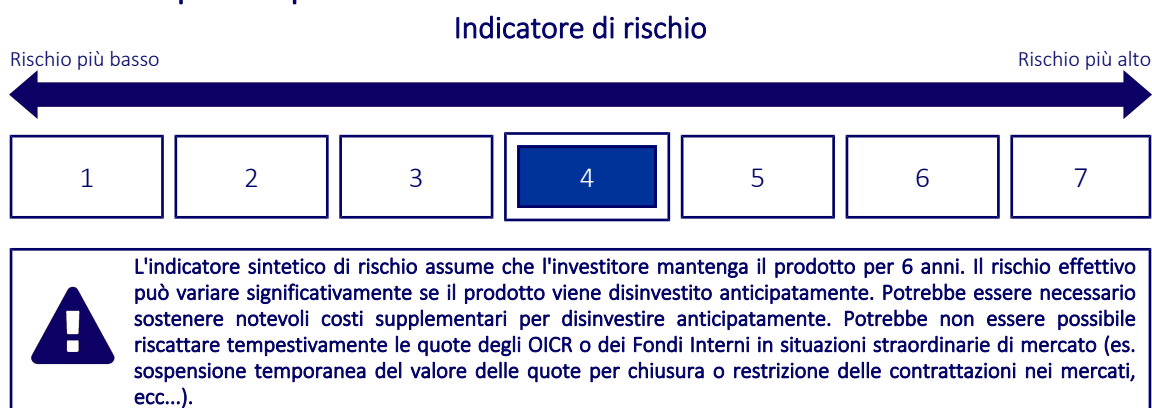 Indicatore di rischio
Rischio più basso Rischio più alto
1 2 3 4 5 6 7
L'indicatore sintetico di rischio assume che l'investitore mantenga il prodotto per 6 anni. Il rischio effettivo
può variare significativamente se il prodotto viene disinvestito anticipatamente. Potrebbe essere necessario
sostenere notevoli costi supplementari per disinvestire anticipatamente. Potrebbe non essere possibile
riscattare tempestivamente le quote degli OICR o dei Fondi Interni in situazioni straordinarie di mercato (es.
sospensione temporanea del valore delle quote per chiusura o restrizione delle contrattazioni nei mercati,
ecc...).